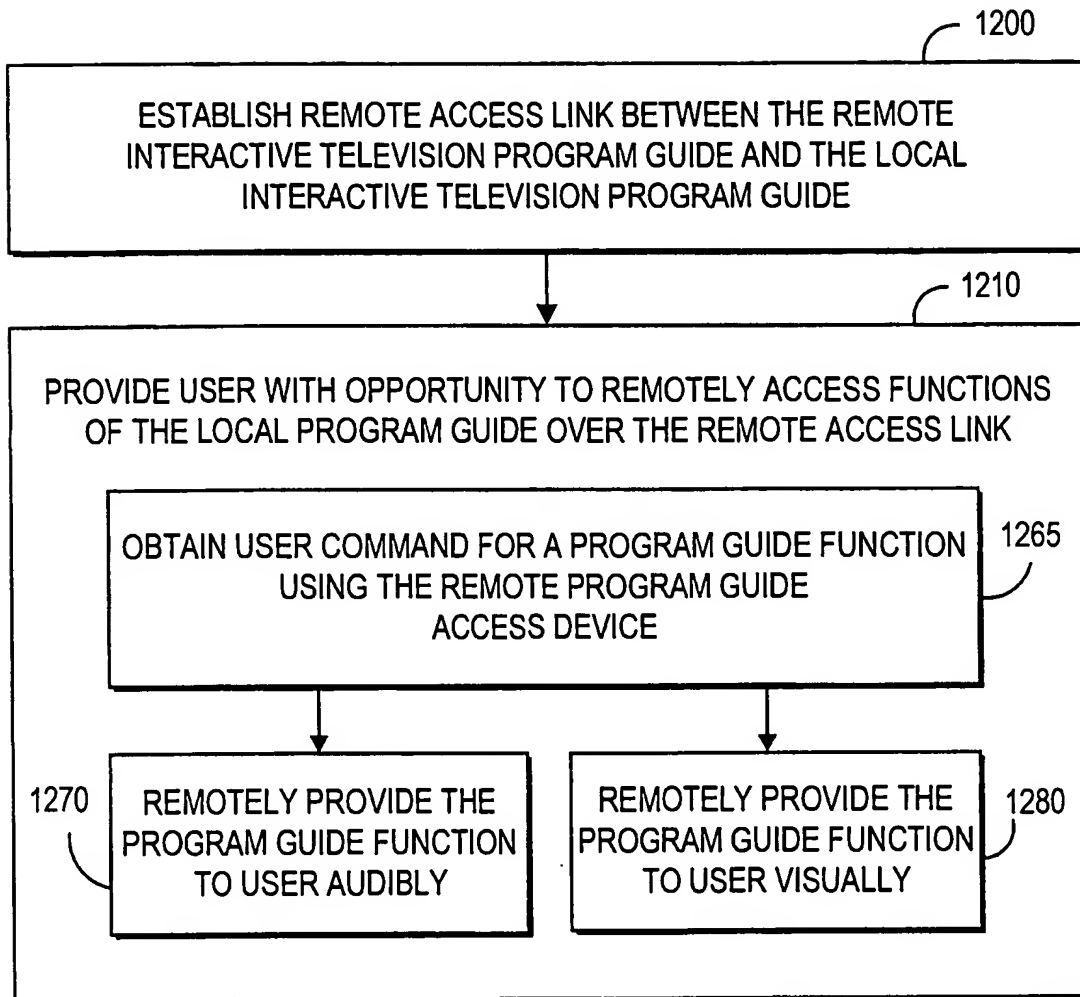 1200
ESTABLISH REMOTE ACCESS LINK BETWEEN THE REMOTE
INTERACTIVE TELEVISION PROGRAM GUIDE AND THE LOCAL
INTERACTIVE TELEVISION PROGRAM GUIDE
1210
PROVIDE USER WITH OPPORTUNITY TO REMOTELY ACCESS FUNCTIONS
OF THE LOCAL PROGRAM GUIDE OVER THE REMOTE ACCESS LINK
OBTAIN USER COMMAND FOR A PROGRAM GUIDE FUNCTION
USING THE REMOTE PROGRAM GUIDE
ACCESS DEVICE
1265
1270
REMOTELY PROVIDE THE
PROGRAM GUIDE FUNCTION
TO USER AUDIBLY
REMOTELY PROVIDE THE
PROGRAM GUIDE FUNCTION
TO USER VISUALLY
1280